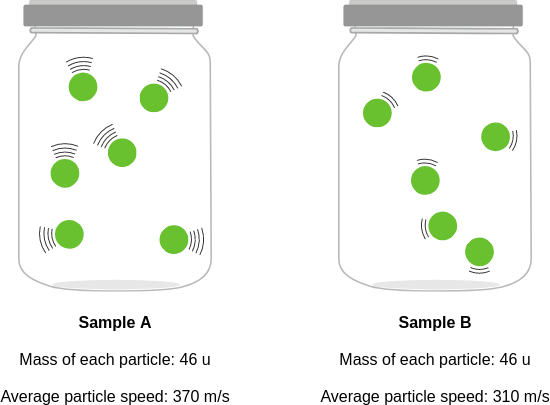 Sample A
Mass of each particle: 46 u
Average particle speed: 370 m/s
Sample B
Mass of each particle: 46 u
Average particle speed: 310 m/s